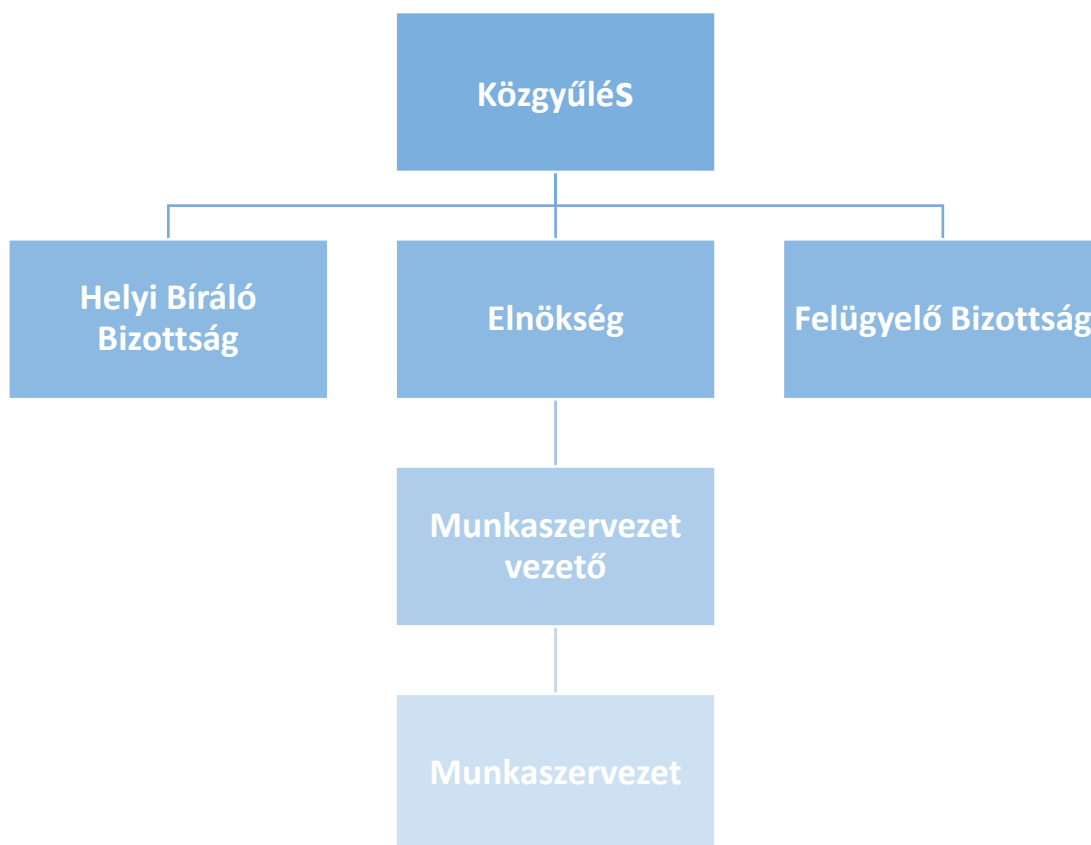 Közgyűlés
Helyi Bíráló
Bizottság
Elnökség
Felügyelő Bizottság
Munkaszervezet
vezető
Munkaszervezet